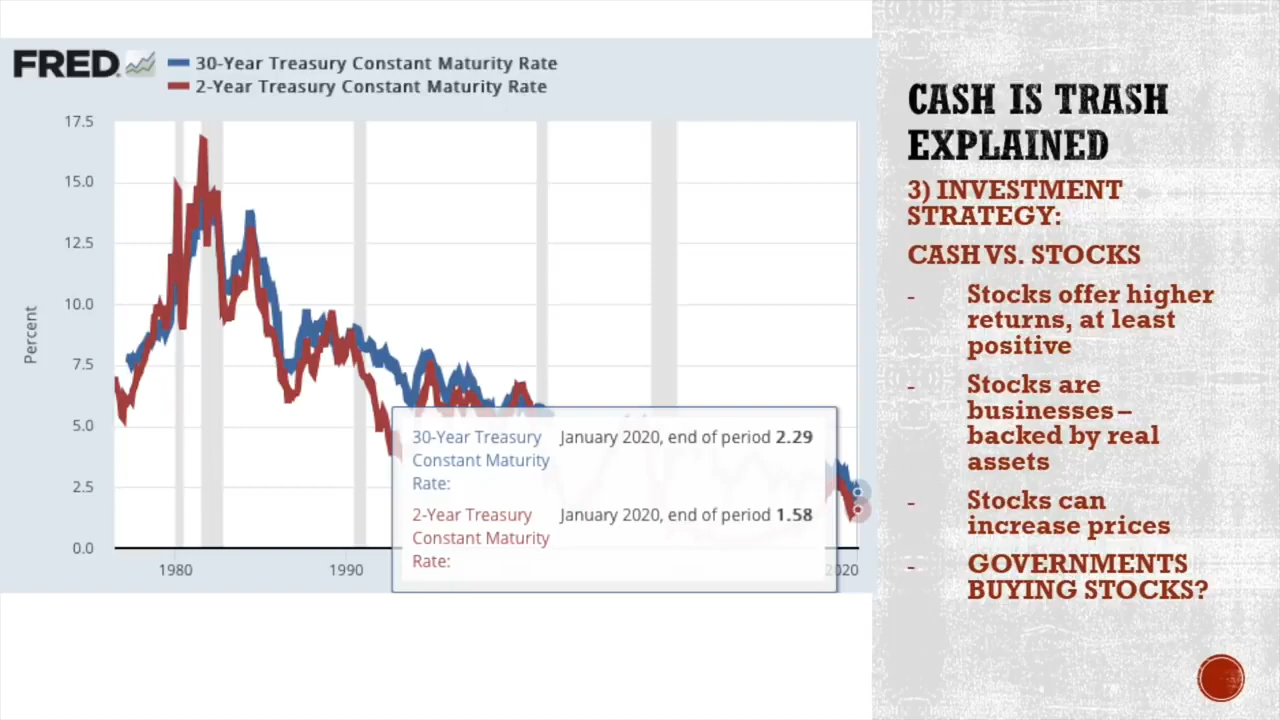 FRED
30-Year Treasury Constant Maturity Rate
2-Year Treasury Constant Maturity Rate
17.5
15.0
12.5
10.0
7.5
5.0
2.5
0.0
Percent
1980
1990
2020
30-Year Treasury January 2020, end of period 2.29
Constant Maturity
Rate:
2-Year Treasury January 2020, end of period 1.58
Constant Maturity
Rate:
CASH IS TRASH
EXPLAINED
3) INVESTMENT
STRATEGY:
CASH VS. STOCKS
- Stocks offer higher
returns, at least
positive
- Stocks are
businesses –
backed by real
assets
- Stocks can
increase prices
- GOVERNMENTS
BUYING STOCKS?